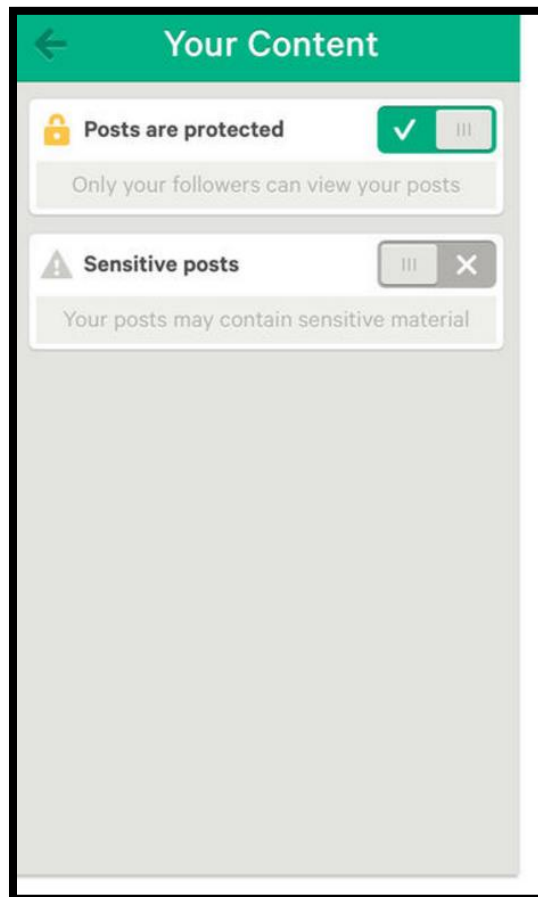 Your Content
Posts are protected
Only your followers can view your posts
Sensitive posts
Your posts may contain sensitive material